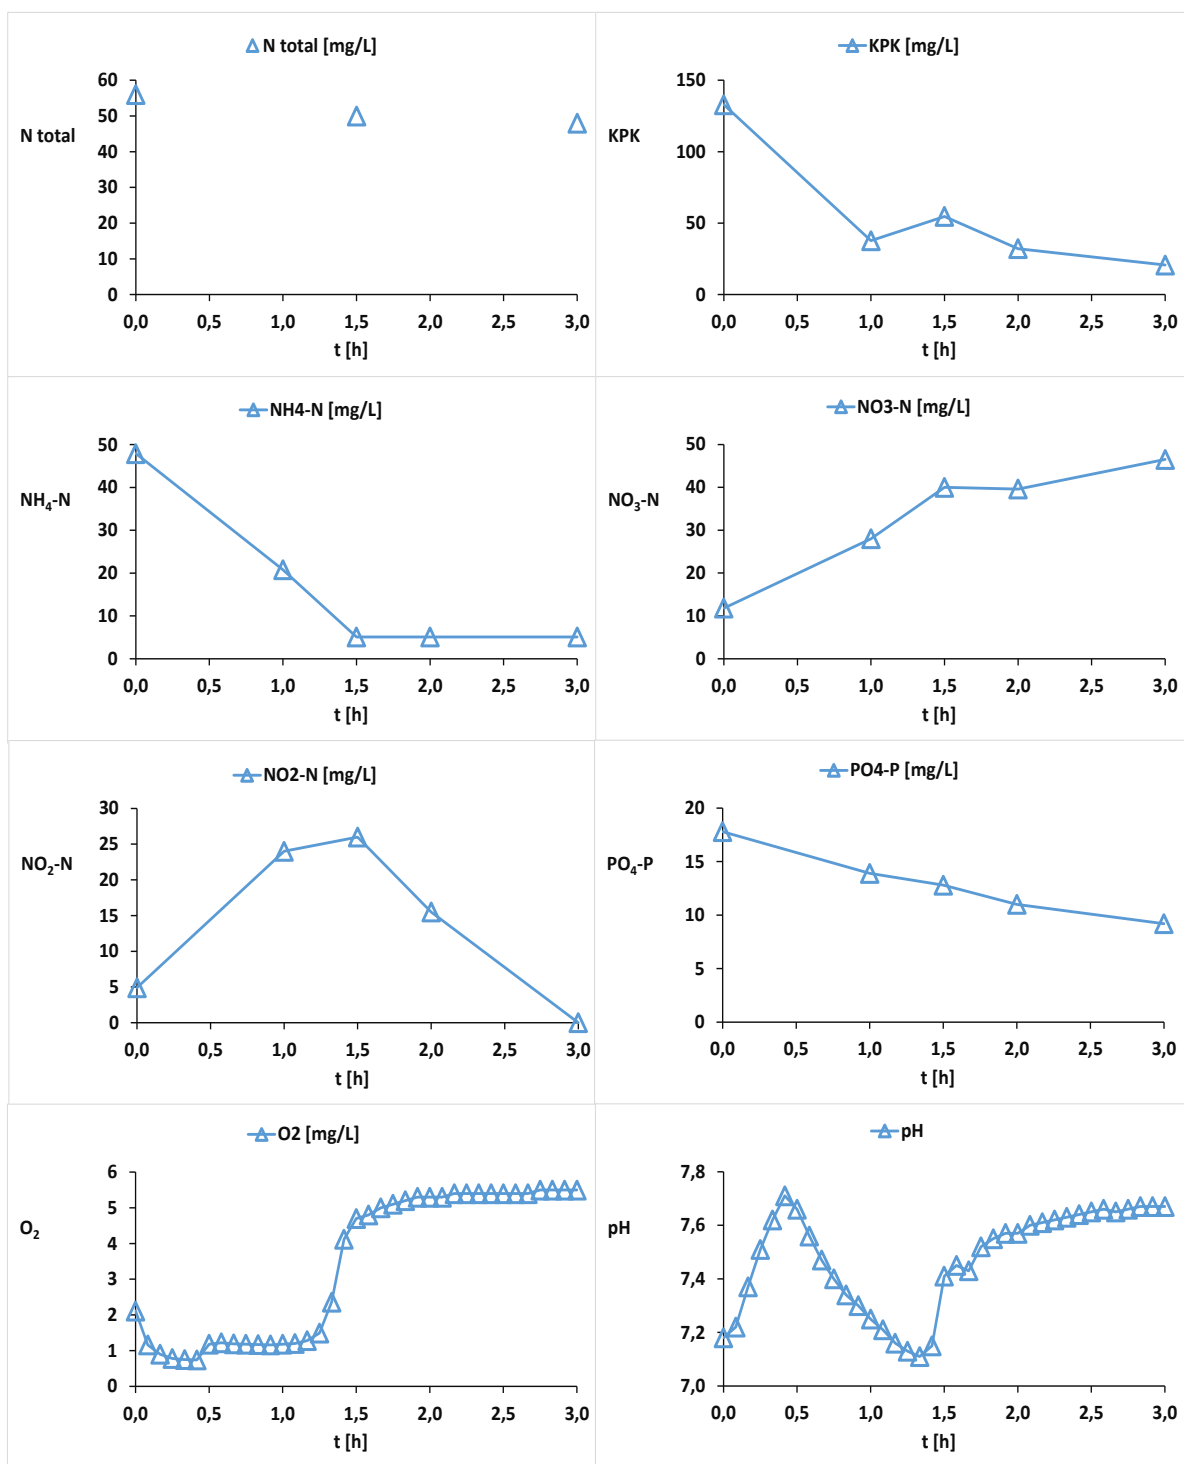 N total [mg/L]
60
50
40
30
20
10
0
N total
0,0 0,5 1,0 1,5 2,0 2,5 3,0
t [h]
KPK [mg/L]
150
100
50
0
KPK
0,0 0,5 1,0 1,5 2,0 2,5 3,0
t [h]
NH4-N [mg/L]
50
40
30
20
10
0
NH₄-N
0,0 0,5 1,0 1,5 2,0 2,5 3,0
t [h]
NO3-N [mg/L]
50
40
30
20
10
0
NO₃-N
0,0 0,5 1,0 1,5 2,0 2,5 3,0
t [h]
NO2-N [mg/L]
30
25
20
15
10
5
0
NO₂-N
0,0 0,5 1,0 1,5 2,0 2,5 3,0
t [h]
PO4-P [mg/L]
20
15
10
5
0
PO₄-P
0,0 0,5 1,0 1,5 2,0 2,5 3,0
t [h]
O2 [mg/L]
6
5
4
3
2
1
0
O₂
0,0 0,5 1,0 1,5 2,0 2,5 3,0
t [h]
pH
7,8
7,6
7,4
7,2
7,0
pH
0,0 0,5 1,0 1,5 2,0 2,5 3,0
t [h]